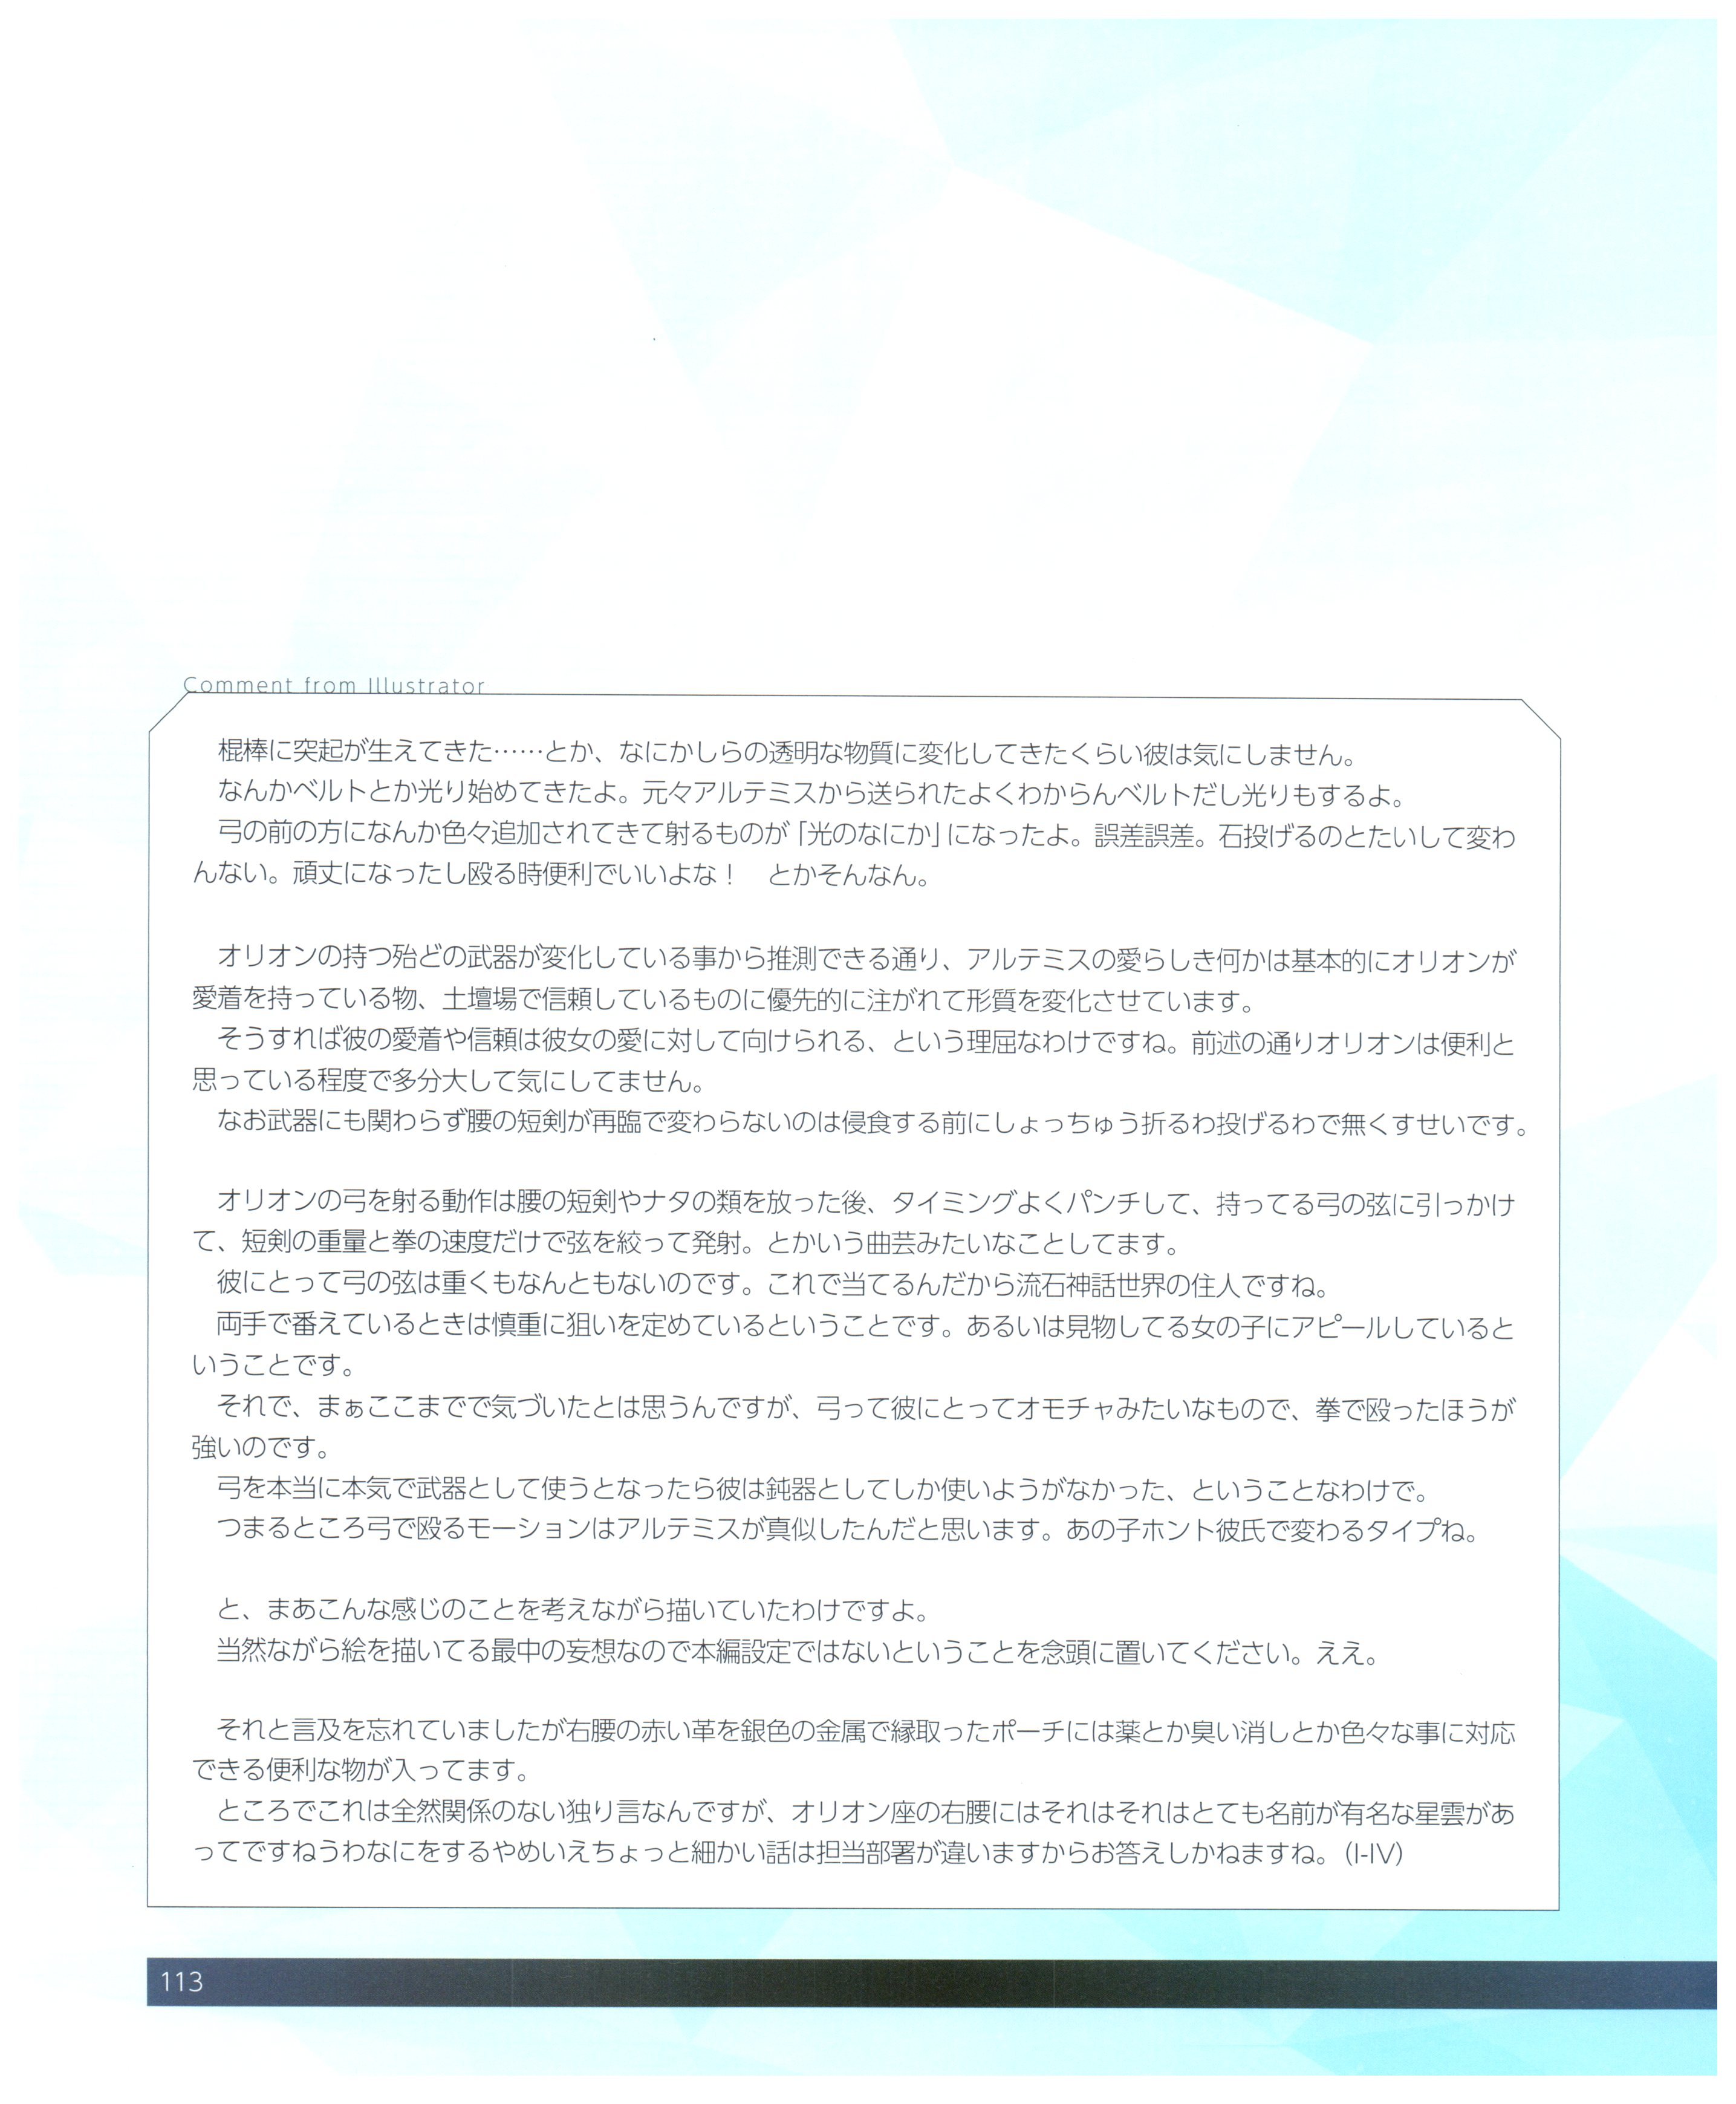 Comment from Illustrator
棍棒に突起が生えてきた……とか、なにかしらの透明な物質に変化してきたくらい彼は気にしません。
なんかベルトとか光り始めてきたよ。元々アルテミスから送られたよくわからんベルトだし光りもするよ。
弓の前の方になんか色々追加されてきて射るものが「光のなにか」になったよ。誤差誤差。石投げるのとたいして変わ
んない。頑丈になったし殴る時便利でいいよな！　とかそんなん。
オリオンの持つ殆どの武器が変化している事から推測できる通り、アルテミスの愛らしき何かは基本的にオリオンが
愛着を持っている物、土壇場で信頼しているものに優先的に注がれて形質を変化させています。
そうすれば彼の愛着や信頼は彼女の愛に対して向けられる、という理屈なわけですね。前述の通りオリオンは便利と
思っている程度で多分大して気にしてません。
なお武器にも関わらず腰の短剣が再臨で変わらないのは侵食する前にしょっちゅう折るわ投げるわで無くすせいです。
オリオンの弓を射る動作は腰の短剣やナタの類を放った後、タイミングよくパンチして、持ってる弓の弦に引っかけ
て、短剣の重量と拳の速度だけで弦を絞って発射。とかいう曲芸みたいなことしてます。
彼にとって弓の弦は重くもなんともないのです。これで当てるんだから流石神話世界の住人ですね。
両手で番えているときは慎重に狙いを定めているということです。あるいは見物してる女の子にアピールしていると
いうことです。
それで、まぁここまでで気づいたとは思うんですが、弓って彼にとってオモチャみたいなもので、拳で殴ったほうが
強いのです。
弓を本当に本気で武器として使うとなったら彼は鈍器としてしか使いようがなかった、ということなわけで。
つまるところ弓で殴るモーションはアルテミスが真似したんだと思います。あの子ホント彼氏で変わるタイプね。
と、まあこんな感じのことを考えながら描いていたわけですよ。
当然ながら絵を描いてる最中の妄想なので本編設定ではないということを念頭に置いてください。ええ。
それと言及を忘れていましたが右腰の赤い革を銀色の金属で縁取ったポーチには薬とか臭い消しとか色々な事に対応
できる便利な物が入ってます。
ところでこれは全然関係のない独り言なんですが、オリオン座の右腰にはそれはそれはとても名前が有名な星雲があ
ってですねうわなにをするやめいえちょっと細かい話は担当部署が違いますからお答えしかねますね。（I-IV）
113